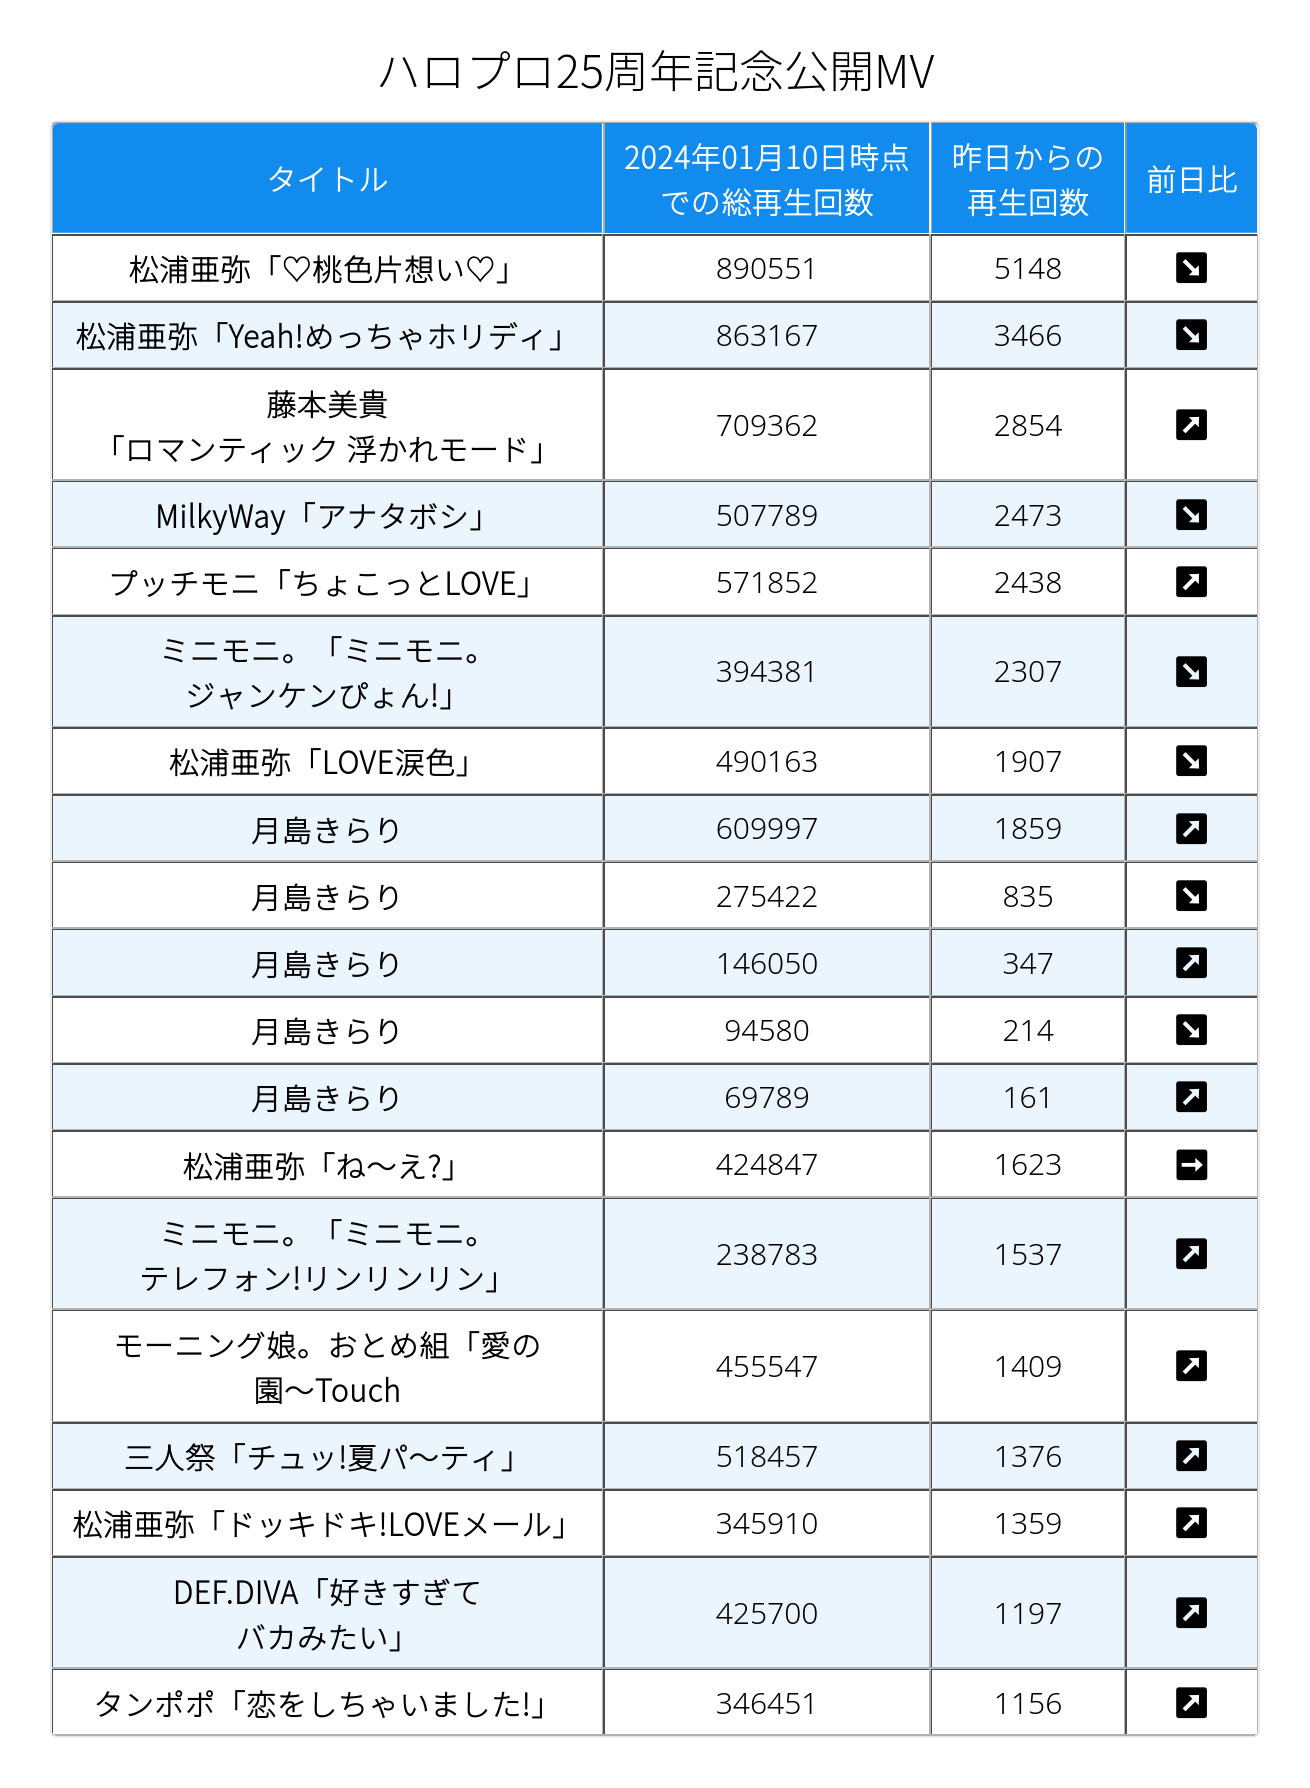 ハロプロ25周年記念公開MV
タイトル
2024年01月10日時点
での総再生回数
昨日からの
再生回数
前日比
松浦亜弥「♡桃色片想い♡」 890551 5148 ↘
松浦亜弥「Yeah!めっちゃホリディ」 863167 3466 ↘
藤本美貴
「ロマンティック 浮かれモード」 709362 2854 ↗
MilkyWay「アナタボシ」 507789 2473 ↘
プッチモニ「ちょこっとLOVE」 571852 2438 ↗
ミニモニ。「ミニモニ。
ジャンケンぴょん!」 394381 2307 ↘
松浦亜弥「LOVE涙色」 490163 1907 ↘
月島きらり 609997 1859 ↗
月島きらり 275422 835 ↘
月島きらり 146050 347 ↗
月島きらり 94580 214 ↘
月島きらり 69789 161 ↗
松浦亜弥「ね～え?」 424847 1623 →
ミニモニ。「ミニモニ。
テレフォン!リンリンリン」 238783 1537 ↗
モーニング娘。おとめ組「愛の
園～Touch 455547 1409 ↗
三人祭「チュッ!夏パ～ティ」 518457 1376 ↗
松浦亜弥「ドッキドキ!LOVEメール」 345910 1359 ↗
DEF.DIVA「好きすぎて
バカみたい」 425700 1197 ↗
タンポポ「恋をしちゃいました!」 346451 1156 ↗